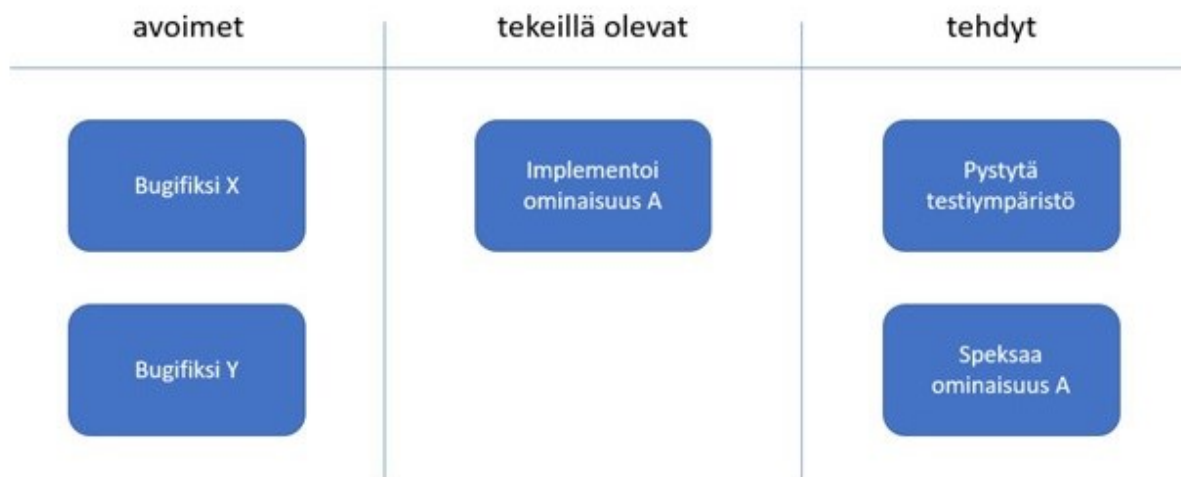 avoimet
tekeillä olevat
tehdyt
Bugifiksi X
Implementoi
ominaisuus A
Pystytä
testiympäristö
Bugifiksi Y
Speksaa
ominaisuus A